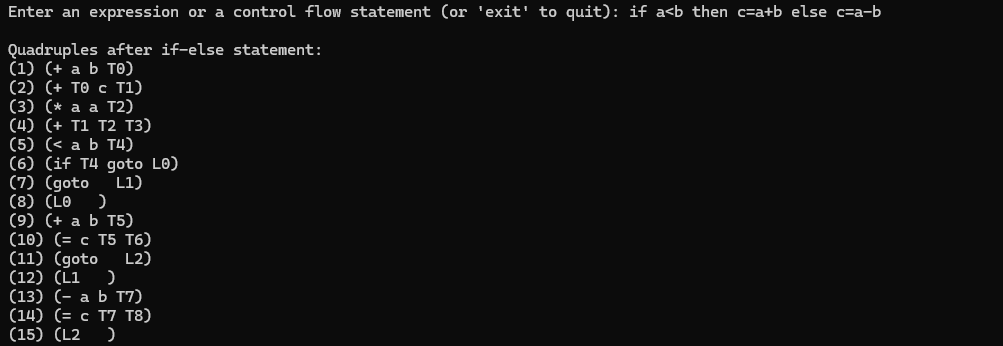 Enter an expression or a control flow statement (or 'exit' to quit): if a<b then c=a+b else c=a-b
Quadruples after if-else statement:
(1) (+ a b T0)
(2) (+ T0 c T1)
(3) (* a a T2)
(4) (+ T1 T2 T3)
(5) (< a b T4)
(6) (if T4 goto L0)
(7) (goto   L1)
(8) (L0   )
(9) (+ a b T5)
(10) (= c T5 T6)
(11) (goto   L2)
(12) (L1   )
(13) (- a b T7)
(14) (= c T7 T8)
(15) (L2   )